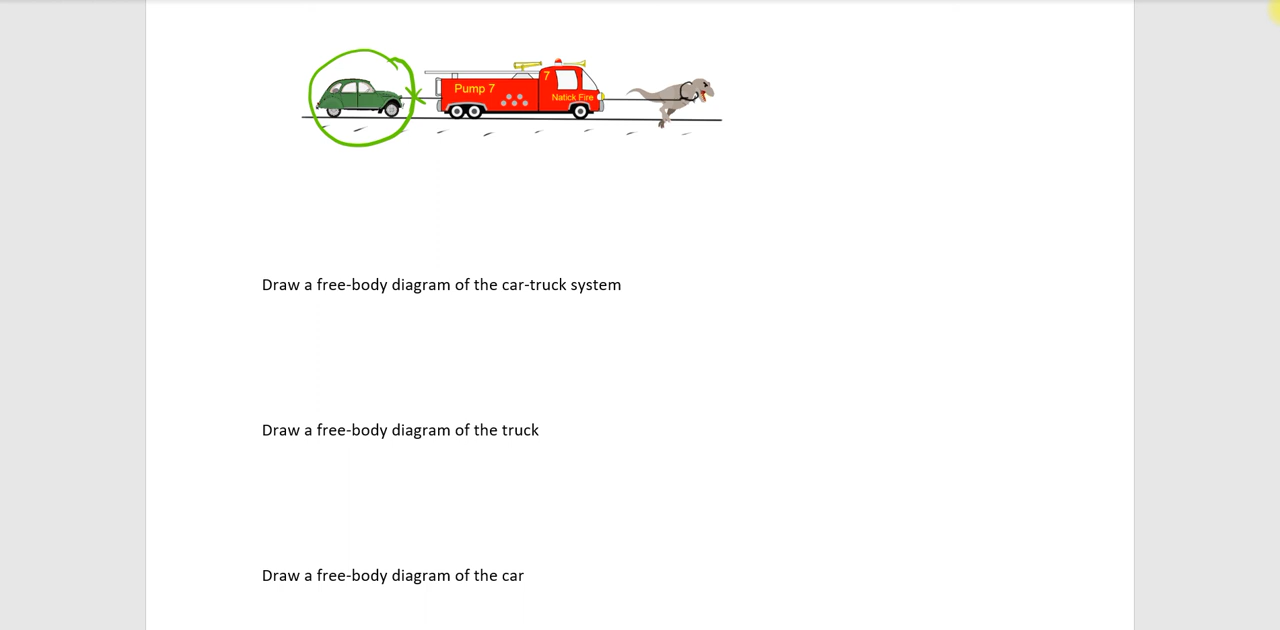 7
Pump 7
Natick Fire
Draw a free-body diagram of the car-truck system
Draw a free-body diagram of the truck
Draw a free-body diagram of the car